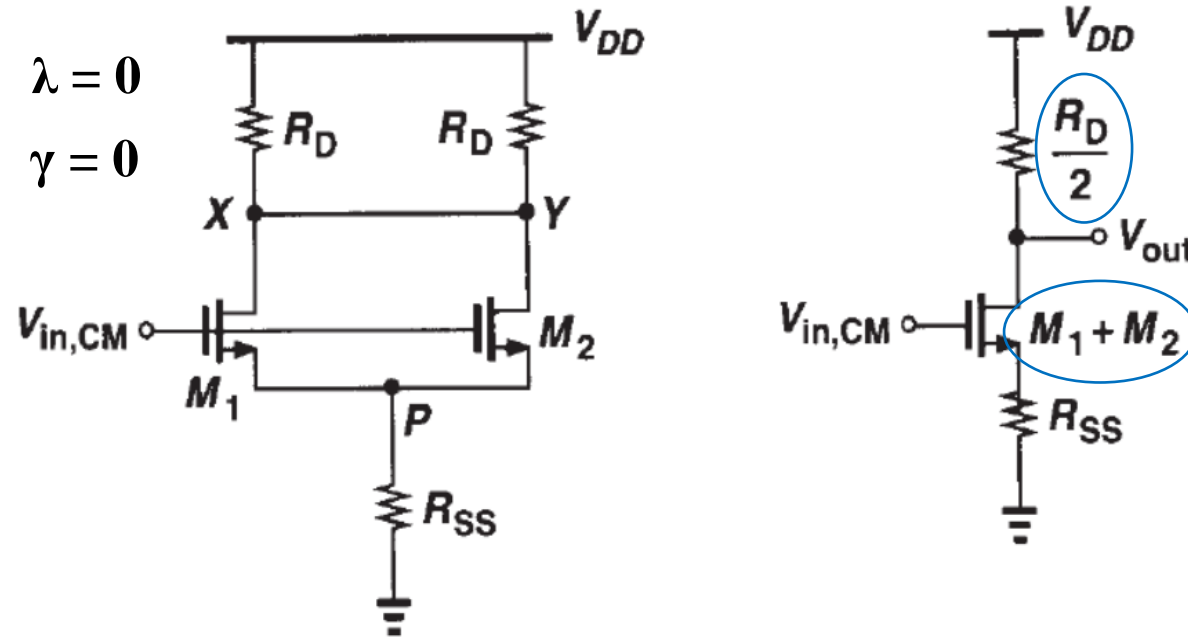 λ = 0
γ = 0
V_DD
R_D
R_D
X
Y
V_in,CM
M_1
M_2
P
R_SS
V_DD
R_D
2
V_out
V_in,CM
M_1 + M_2
R_SS